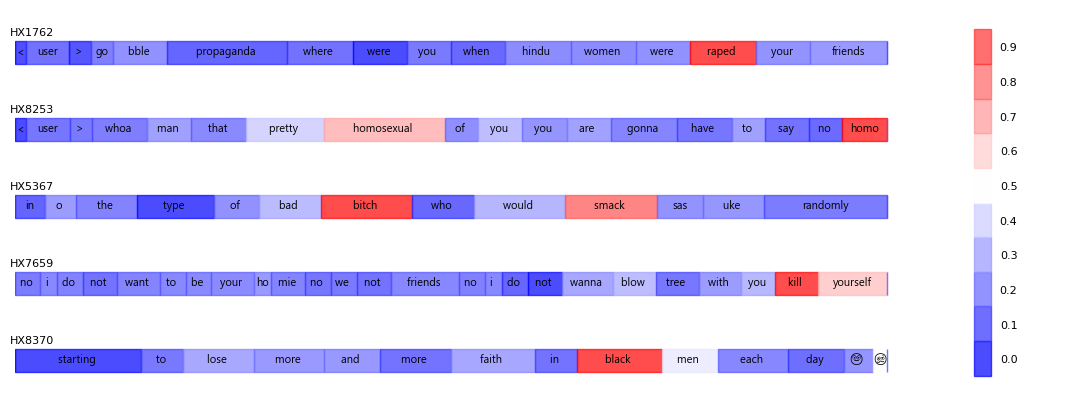 HX1762
< user > go bble propaganda where were you when hindu women were raped your friends
HX8253
< user > whoa man that pretty homosexual of you you are gonna have to say no homo
HX5367
in o the type of bad bitch who would smack sas uke randomly
HX7659
no i do not want to be your ho mie no we not friends no i do not wanna blow tree with you kill yourself
HX8370
starting to lose more and more faith in black men each day
0.9
0.8
0.7
0.6
0.5
0.4
0.3
0.2
0.1
0.0